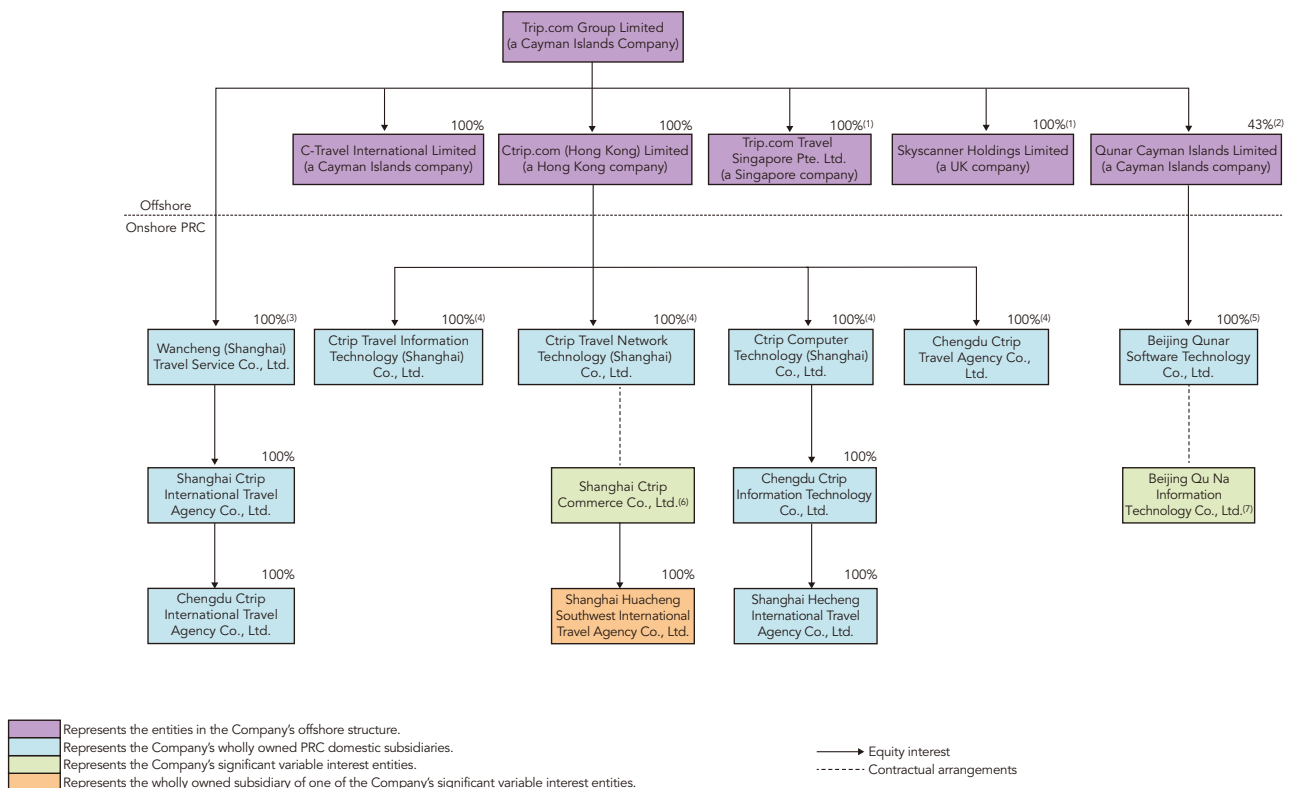 Trip.com Group Limited
(a Cayman Islands Company)
100%
C-Travel International Limited
(a Cayman Islands company)
100%
Ctrip.com (Hong Kong) Limited
(a Hong Kong company)
100%(1)
Trip.com Travel
Singapore Pte. Ltd.
(a Singapore company)
100%(1)
Skyscanner Holdings Limited
(a UK company)
43%(2)
Qunar Cayman Islands Limited
(a Cayman Islands company)
Offshore
Onshore PRC
100%(3)
Wancheng (Shanghai)
Travel Service Co., Ltd.
100%(4)
Ctrip Travel Information
Technology (Shanghai)
Co., Ltd.
100%(4)
Ctrip Travel Network
Technology (Shanghai)
Co., Ltd.
100%(4)
Ctrip Computer
Technology (Shanghai)
Co., Ltd.
100%(4)
Chengdu Ctrip
Travel Agency Co.,
Ltd.
100%(5)
Beijing Qunar
Software Technology
Co., Ltd.
100%
Shanghai Ctrip
International Travel
Agency Co., Ltd.
Shanghai Ctrip
Commerce Co., Ltd.(6)
100%
Chengdu Ctrip
Information Technology
Co., Ltd.
Beijing Qu Na
Information
Technology Co., Ltd.(7)
100%
Chengdu Ctrip
International Travel
Agency Co., Ltd.
100%
Shanghai Huacheng
Southwest International
Travel Agency Co., Ltd.
100%
Shanghai Hecheng
International Travel
Agency Co., Ltd.
Represents the entities in the Company's offshore structure.
Represents the Company's wholly owned PRC domestic subsidiaries.
Represents the Company's significant variable interest entities.
Represents the wholly owned subsidiary of one of the Company's significant variable interest entities.
Equity interest
Contractual arrangements